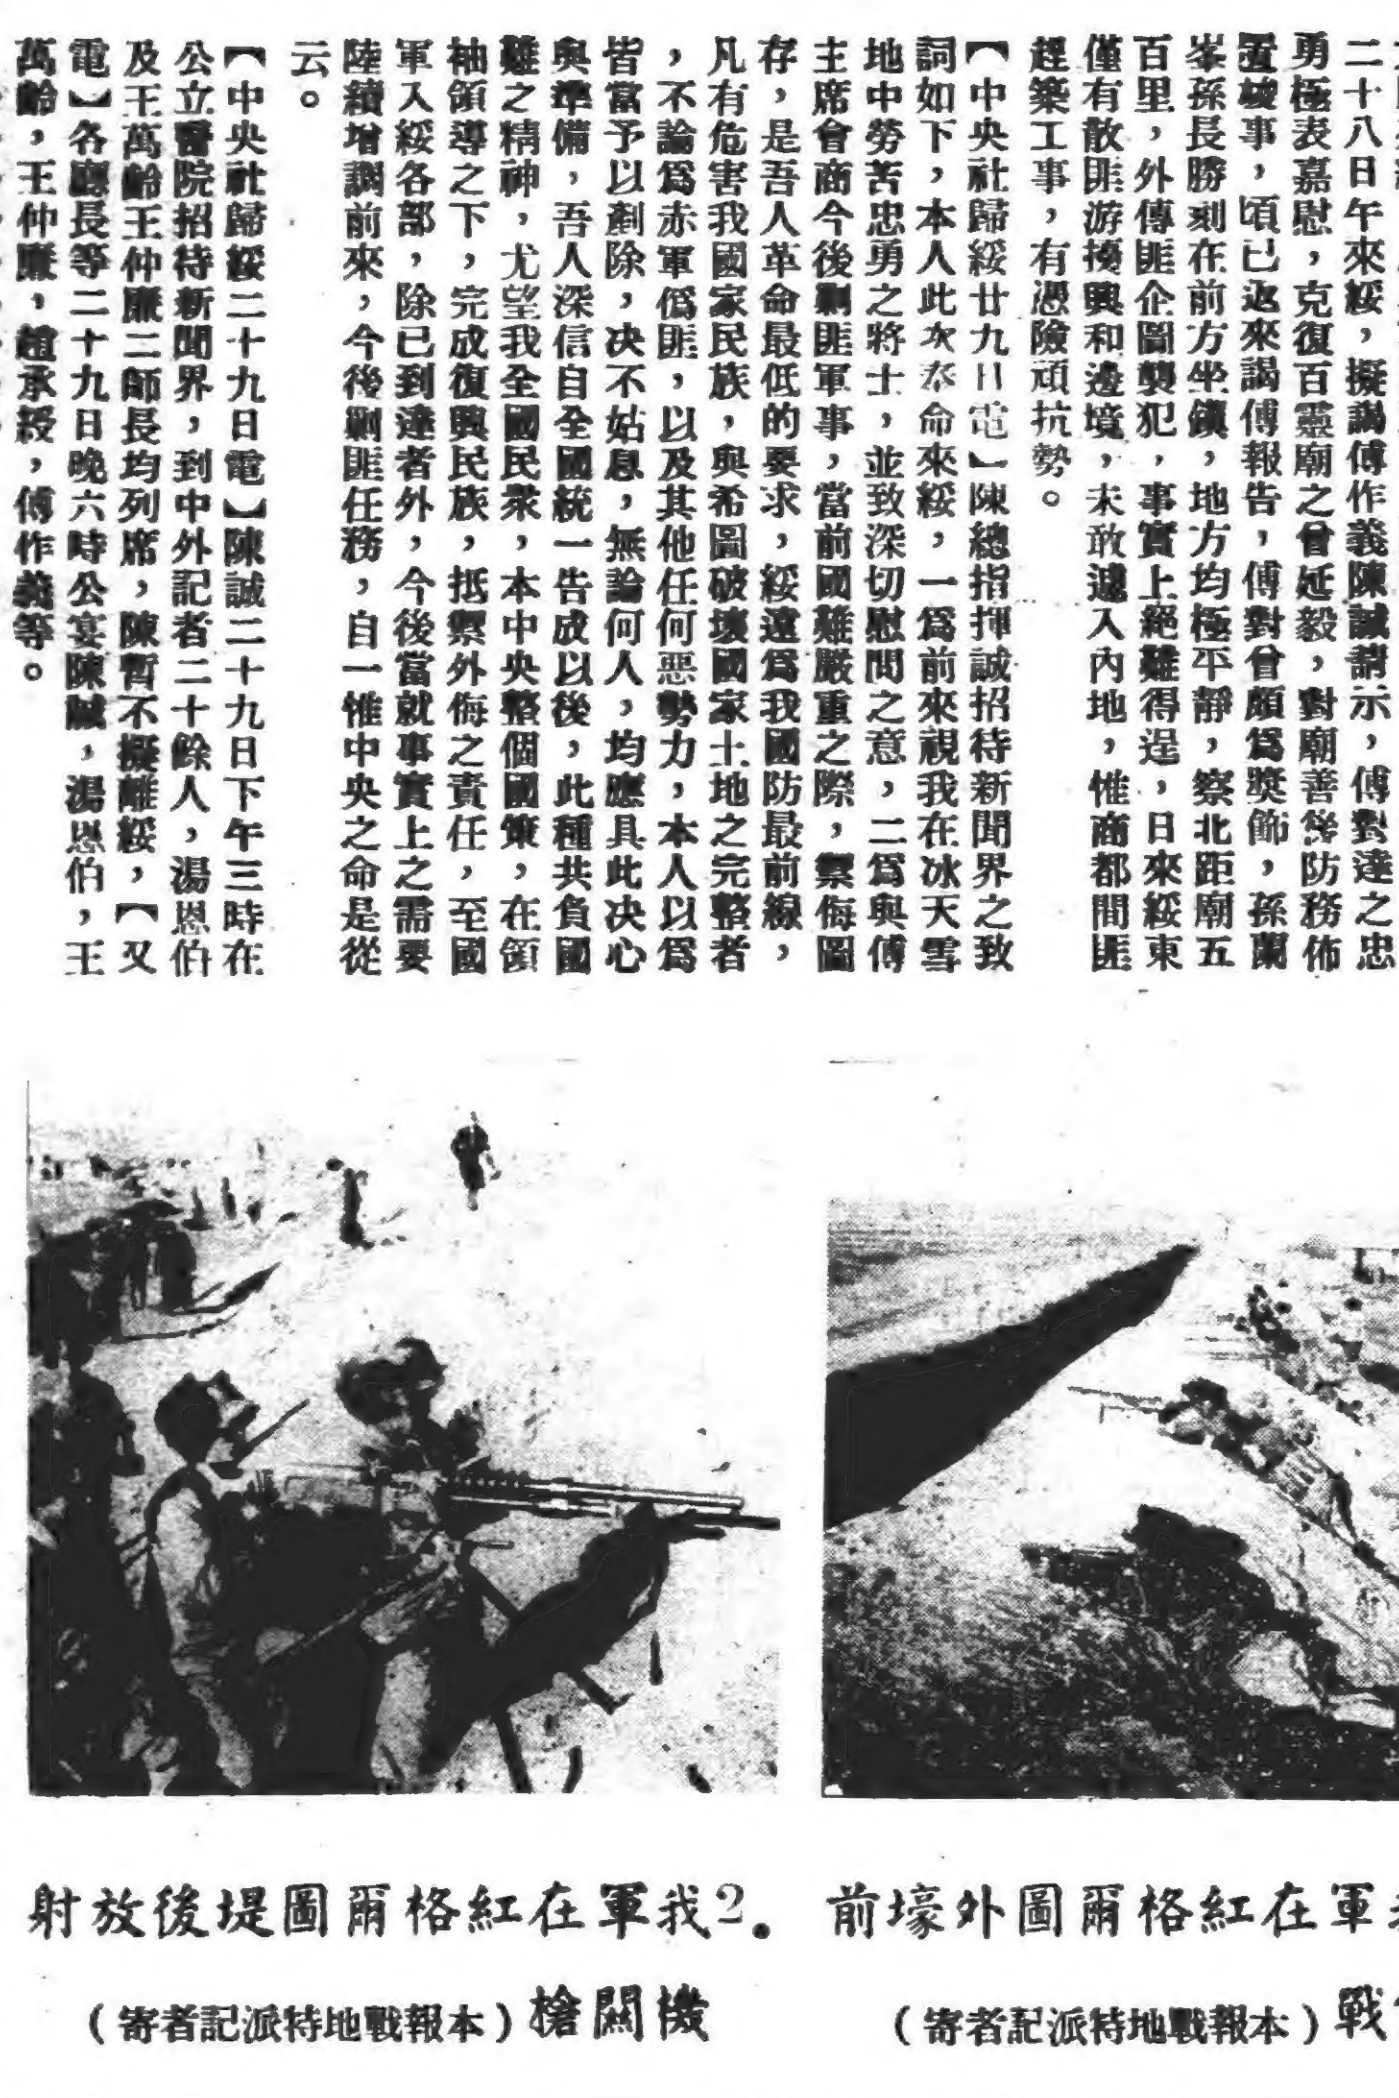 二十八日午來綏，擬謁傅作義陳誠請示，傅對達之忠
勇極表嘉慰，克復百靈廟之曾延毅，對廟善後防務佈
置竣事，頃已返來謁傅報告，傅對曾頗爲奬飾，孫蘭
峯孫長勝刻在前方坐鎮，地方均極平靜，察北距廟五
百里，外傳匪企圖襲犯，事實上絕難得逞，日來綏東
僅有散匪游擾興和邊境，未敢遽入內地，惟商都間匪
趕築工事，有憑險頑抗勢。
【中央社歸綏廿九日電】陳總指揮誠招待新聞界之致
詞如下，本人此次奉命來綏，一爲前來視我在冰天雪
地中勞苦忠勇之將士，並致深切慰問之意，二爲與傅
主席會商今後剿匪軍事，當前國難嚴重之際，禦侮圖
存，是吾人革命最低的要求，綏遠爲我國防最前線，
凡有危害我國家民族，與希圖破壞國家土地之完整者
，不論爲赤軍僞匪，以及其他任何惡勢力，本人以爲
皆當予以剷除，决不姑息，無論何人，均應具此决心
與準備，吾人深信自全國統一告成以後，此種共負國
難之精神，尤望我全國民衆，本中央整個國策，在領
袖領導之下，完成復興民族，抵禦外侮之責任，至國
軍入綏各部，除已到達者外，今後當就事實上之需要
陸續增調前來，今後剿匪任務，自一惟中央之命是從
云。
【中央社歸綏二十九日電】陳誠二十九日下午三時在
公立醫院招待新聞界，到中外記者二十餘人，湯恩伯
及王萬齡王仲廉二師長均列席，陳暫不擬離綏，【又
電】各廳長等二十九日晚六時公宴陳誠，湯恩伯，王
萬齡，王仲廉，趙承綬，傅作義等。
前壕外圖爾格紅在軍
戰
（寄者記派特地戰報本）
射放後堤圖爾格紅在軍我2.
槍關機
（寄者記派特地戰報本）